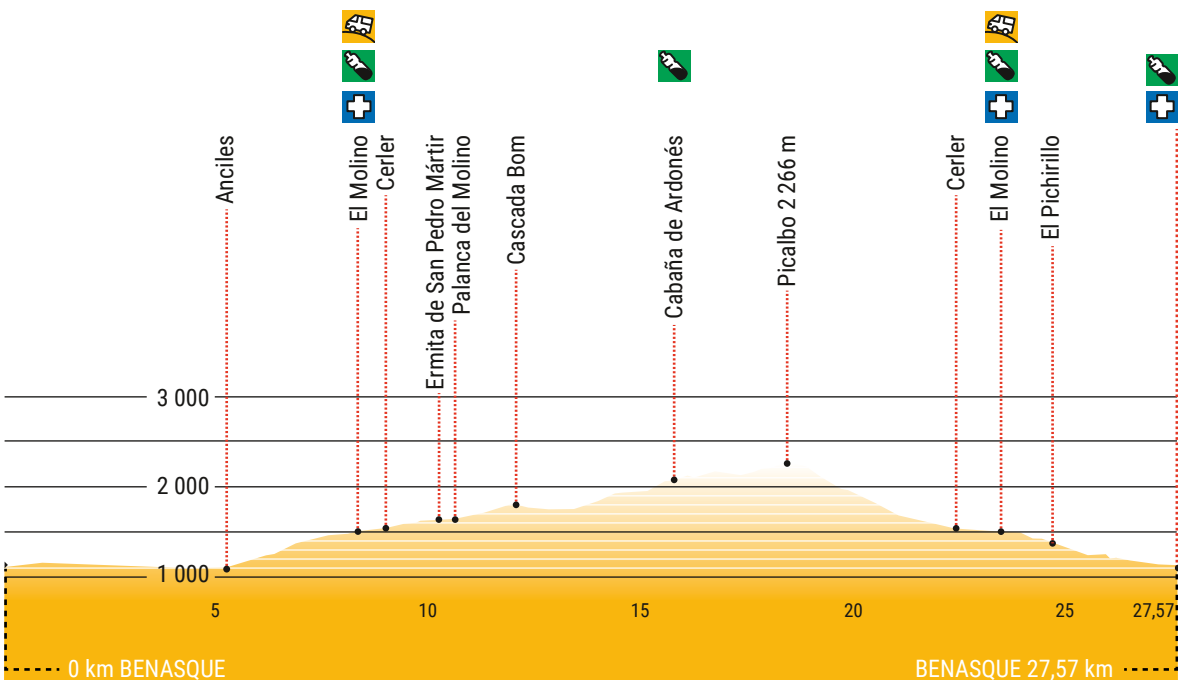 Anciles
El Molino
Cerler
Ermita de San Pedro Mártir
Palanca del Molino
Cascada Bom
Cabaña de Ardonés
Picalbo 2 266 m
Cerler
El Molino
El Pichirillo
3 000
2 000
1 000
5 10 15 20 25 27,57
0 km BENASQUE BENASQUE 27,57 km